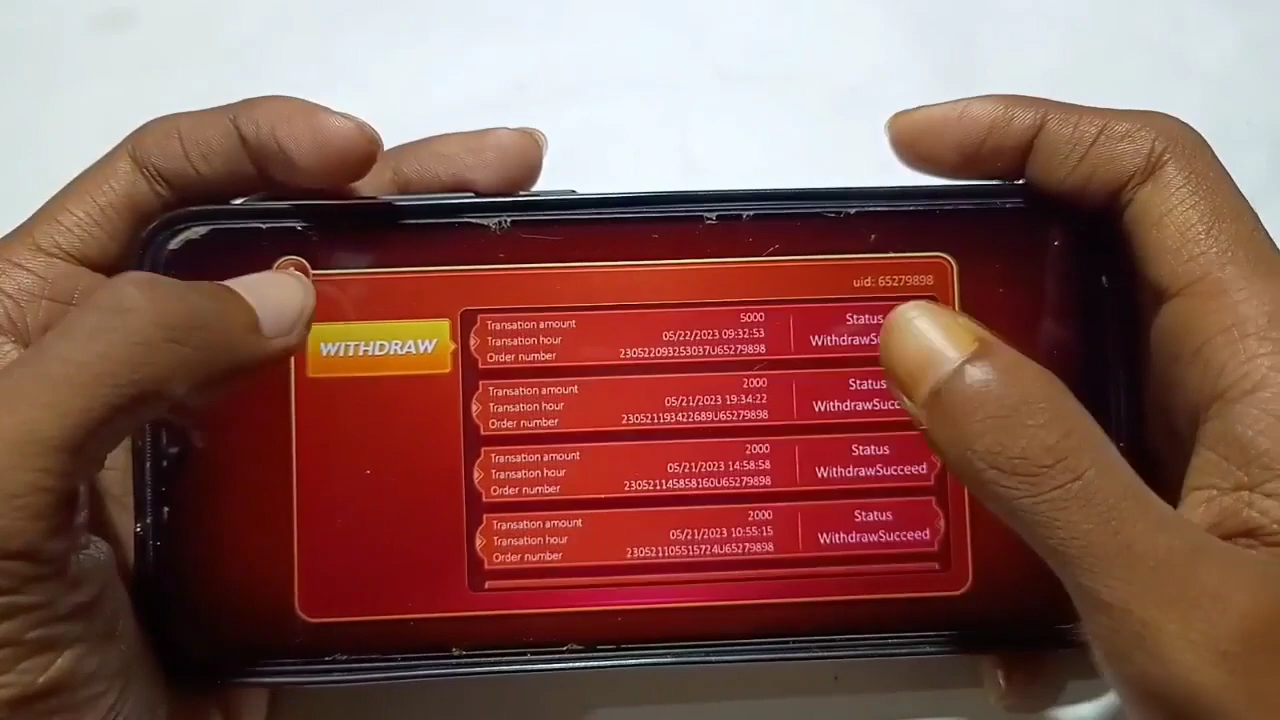 uid: 65279898
WITHDRAW
Transation amount 5000
Transation hour 05/22/2023 09:32:53
Order number 230522093253037U65279898
Status
Transation amount 2000
Transation hour 05/21/2023 19:34:22
Order number 230521193422689U65279898
Status
Transation amount 2000
Transation hour 05/21/2023 14:58:58
Order number 230521145858160U65279898
Status
WithdrawSucceed
Transation amount 2000
Transation hour 05/21/2023 10:55:15
Order number 230521105515724U65279898
Status
WithdrawSucceed